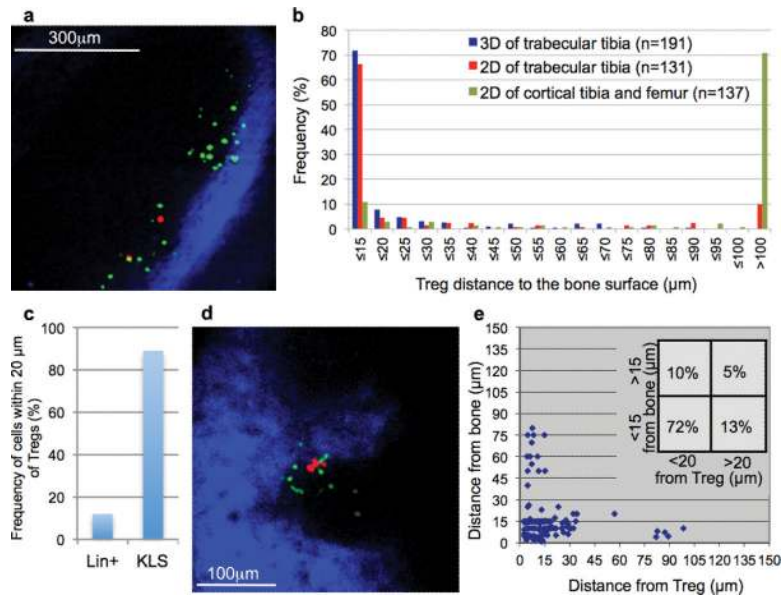 a
300µm
b
80
70
60
50
40
30
20
10
0
Frequency (%)
3D of trabecular tibia (n=191)
2D of trabecular tibia (n=131)
2D of cortical tibia and femur (n=137)
≤15
≤20
≤25
≤30
≤35
≤40
≤45
≤50
≤55
≤60
≤65
≤70
≤75
≤80
≤85
≤90
≤95
≤100
>100
Treg distance to the bone surface (µm)
c
Frequency of cells within 20 µm
of Tregs (%)
100
80
60
40
20
0
Lin+
KLS
d
100µm
e
Distance from bone (µm)
150
135
120
105
90
75
60
45
30
15
0
0 15 30 45 60 75 90 105 120 135 150
Distance from Treg (µm)
<15 >15
from bone (µm)
10% 5%
72% 13%
<20 >20
from Treg (µm)